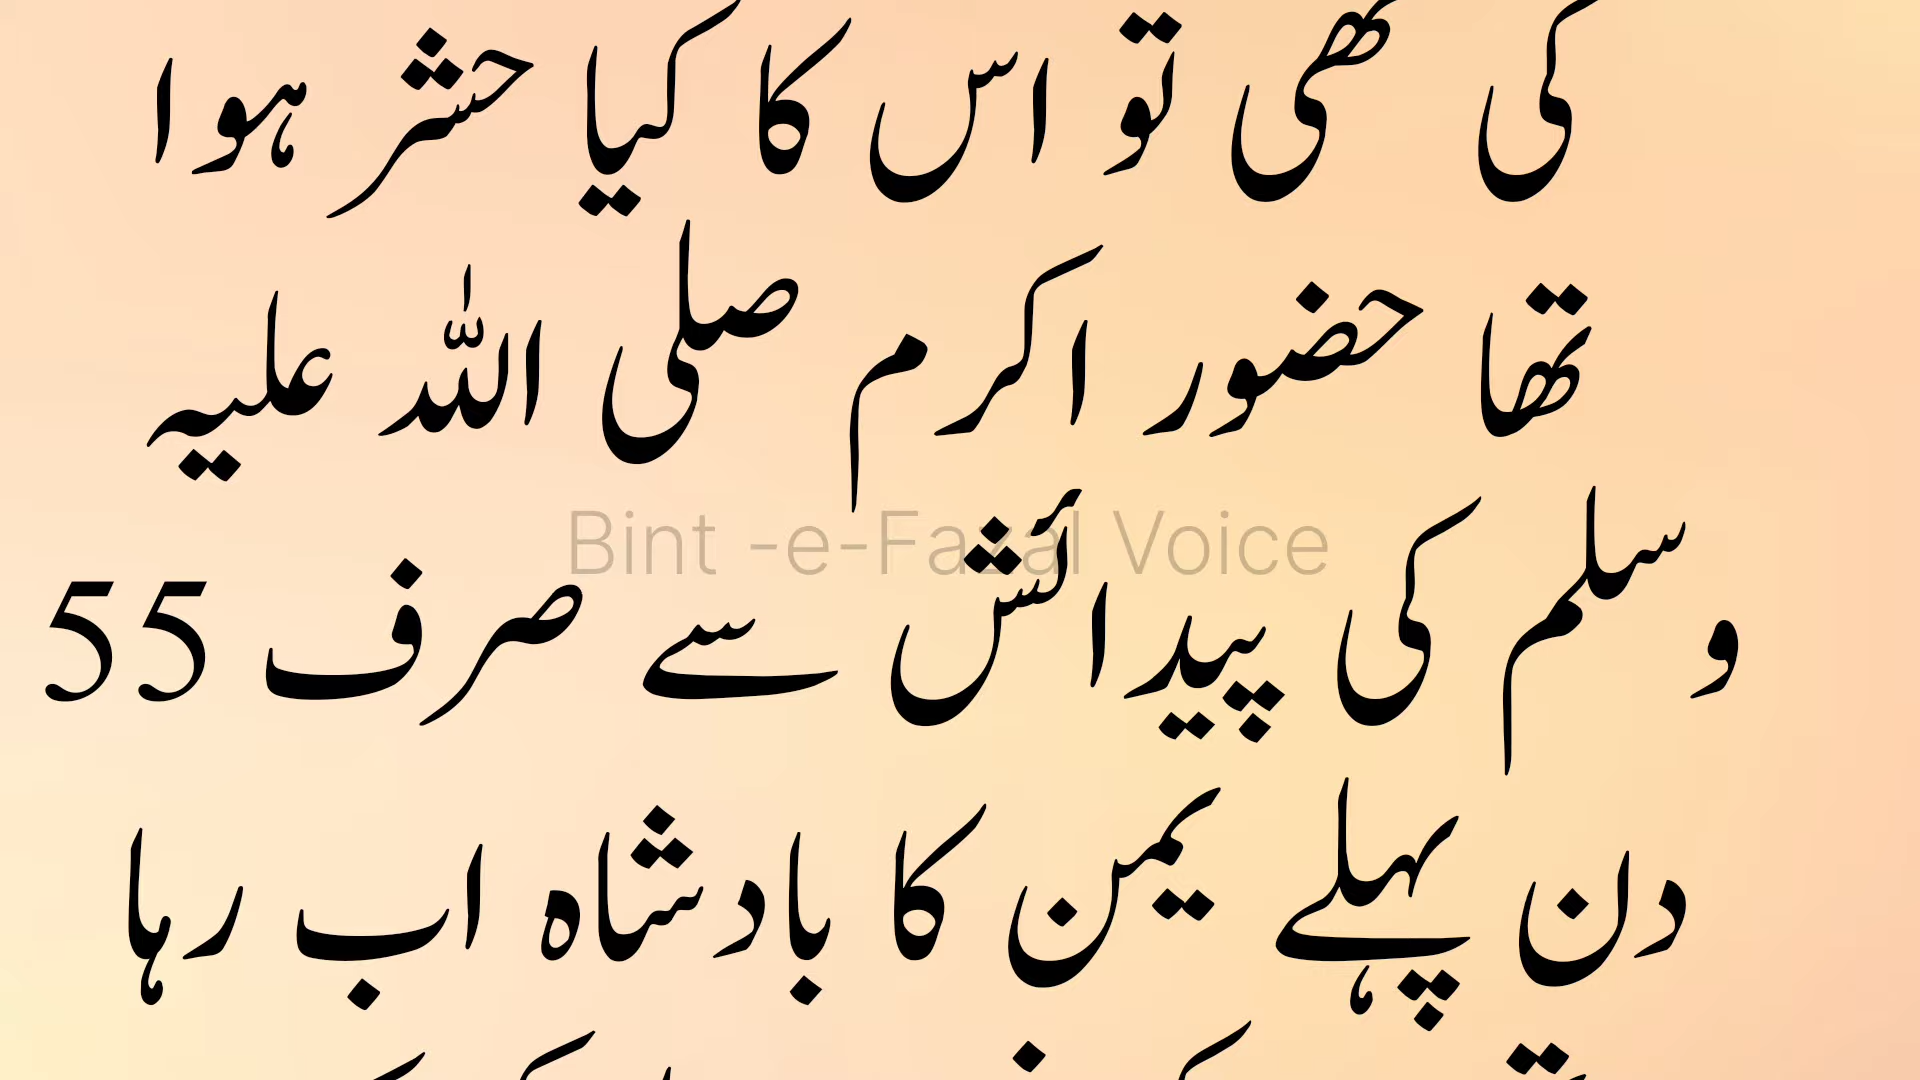 کی تھی تو اس کا کیا حشر ہوا
تھا حضور اکرم صلی اللہ علیہ
Bint -e-Fazal Voice
وسلم کی پیدائش سے صرف 55
دن پہلے یمن کا بادشاہ اب رہا